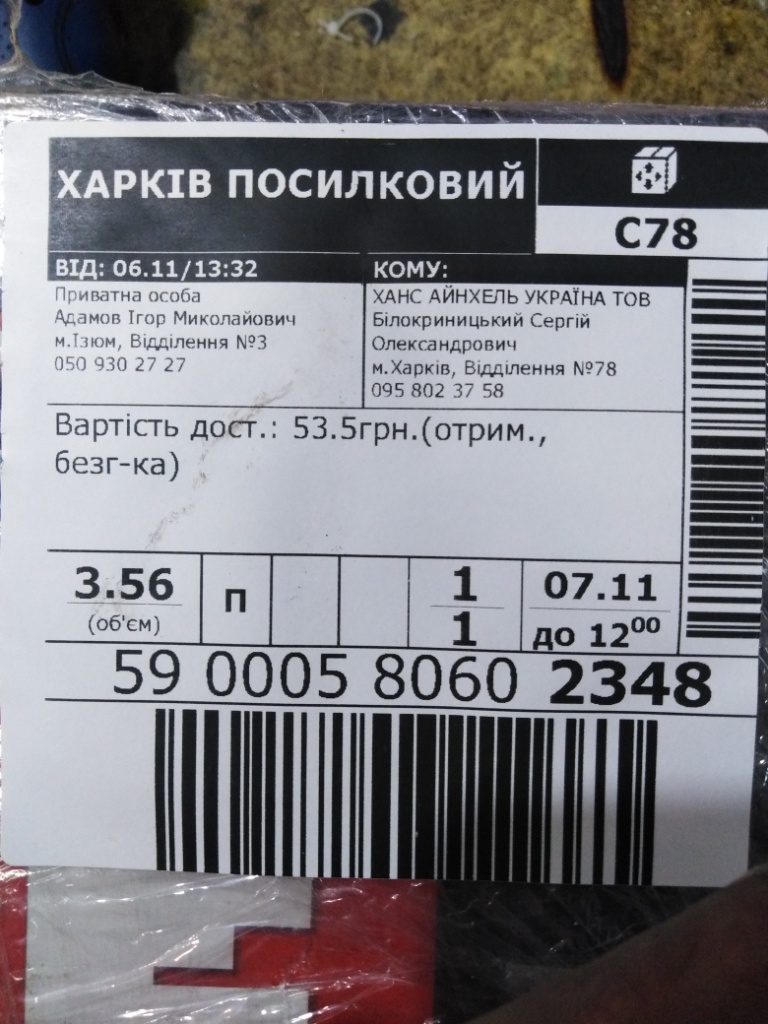 ХАРКІВ ПОСИЛКОВИЙ
С78
ВІД: 06.11/13:32
Приватна особа
Адамов Ігор Миколайович
м.Ізюм, Відділення №3
050 930 27 27
КОМУ:
ХАНС АЙНХЕЛЬ УКРАЇНА ТОВ
Білокриницький Сергій
Олександрович
м.Харків, Відділення №78
095 802 37 58
Вартість дост.: 53.5грн.(отрим.,
безг-ка)
3.56
(об'єм)
П
1
1
07.11
до 12⁰⁰
59 0005 8060 2348